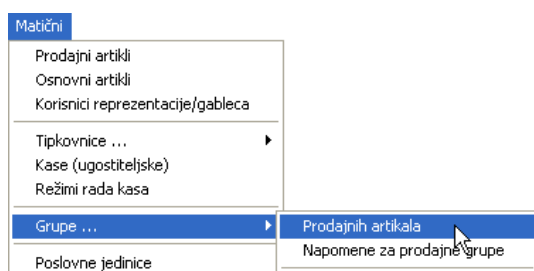 Matični
Prodajni artikli
Osnovni artikli
Korisnici reprezentacije/gableca
Tipkovnice ...
Kase (ugostiteljske)
Režimi rada kasa
Grupe ...
Prodajnih artikala
Napomene za prodajne grupe
Poslovne jedinice